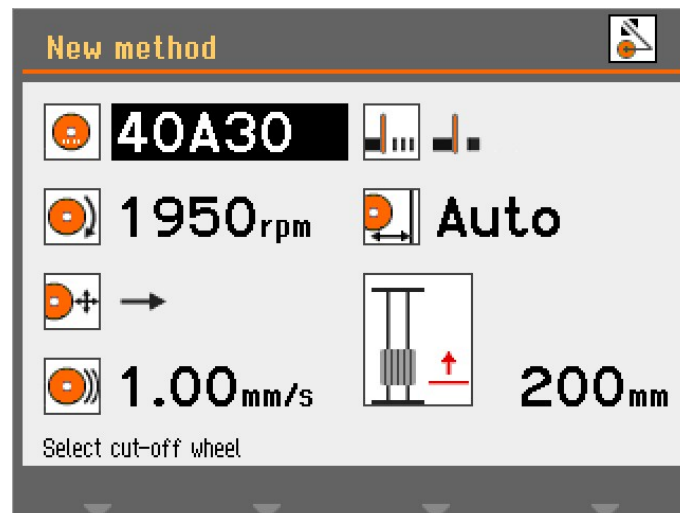 New method
40A30
1950rpm Auto
1.00mm/s 200mm
Select cut-off wheel